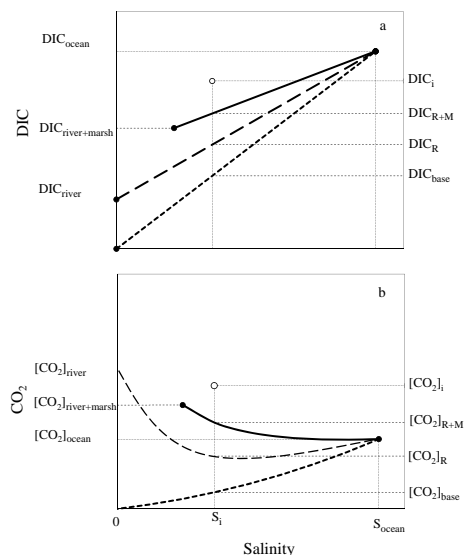 a
DIC_ocean
DIC_i
DIC_R+M
DIC
DIC_river+marsh
DIC_R
DIC_base
DIC_river
b
[CO2]_river
[CO2]_i
CO2
[CO2]_river+marsh
[CO2]_R+M
[CO2]_ocean
[CO2]_R
[CO2]_base
0
S_i
S_ocean
Salinity